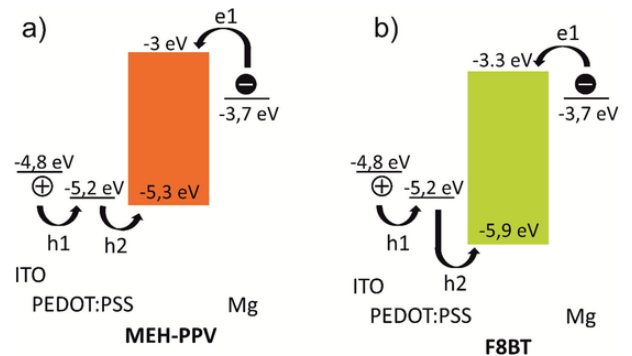 a)
e1
-3 eV
-3,7 eV
-4,8 eV
-5,2 eV
-5,3 eV
h1
h2
ITO
PEDOT:PSS
Mg
MEH-PPV
b)
e1
-3.3 eV
-3,7 eV
-4,8 eV
-5,2 eV
-5,9 eV
h1
h2
ITO
PEDOT:PSS
Mg
F8BT